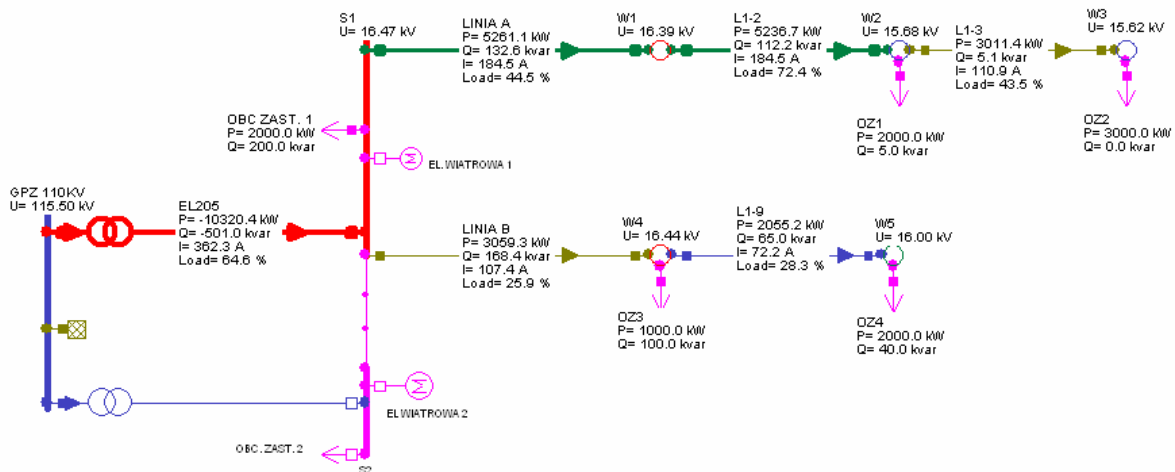 S1
U= 16.47 kV
LINIA A
P= 5261.1 kW
Q= 132.6 kvar
I= 184.5 A
Load= 44.5 %
W1
U= 16.39 kV
L1-2
P= 5236.7 kW
Q= 112.2 kvar
I= 184.5 A
Load= 72.4 %
W2
U= 15.68 kV
L1-3
P= 3011.4 kW
Q= 5.1 kvar
I= 110.9 A
Load= 43.5 %
W3
U= 15.62 kV
OBC ZAST. 1
P= 2000.0 kW
Q= 200.0 kvar
M
EL.WIATROWA 1
OZ1
P= 2000.0 kW
Q= 5.0 kvar
OZ2
P= 3000.0 kW
Q= 0.0 kvar
GPZ 110KV
U= 115.50 kV
EL205
P= -10320.4 kW
Q= -501.0 kvar
I= 362.3 A
Load= 64.6 %
LINIA B
P= 3059.3 kW
Q= 168.4 kvar
I= 107.4 A
Load= 25.9 %
W4
U= 16.44 kV
L1-9
P= 2055.2 kW
Q= 65.0 kvar
I= 72.2 A
Load= 28.3 %
W5
U= 16.00 kV
OZ3
P= 1000.0 kW
Q= 100.0 kvar
OZ4
P= 2000.0 kW
Q= 40.0 kvar
M
EL.WIATROWA 2
OBC. ZAST. 2